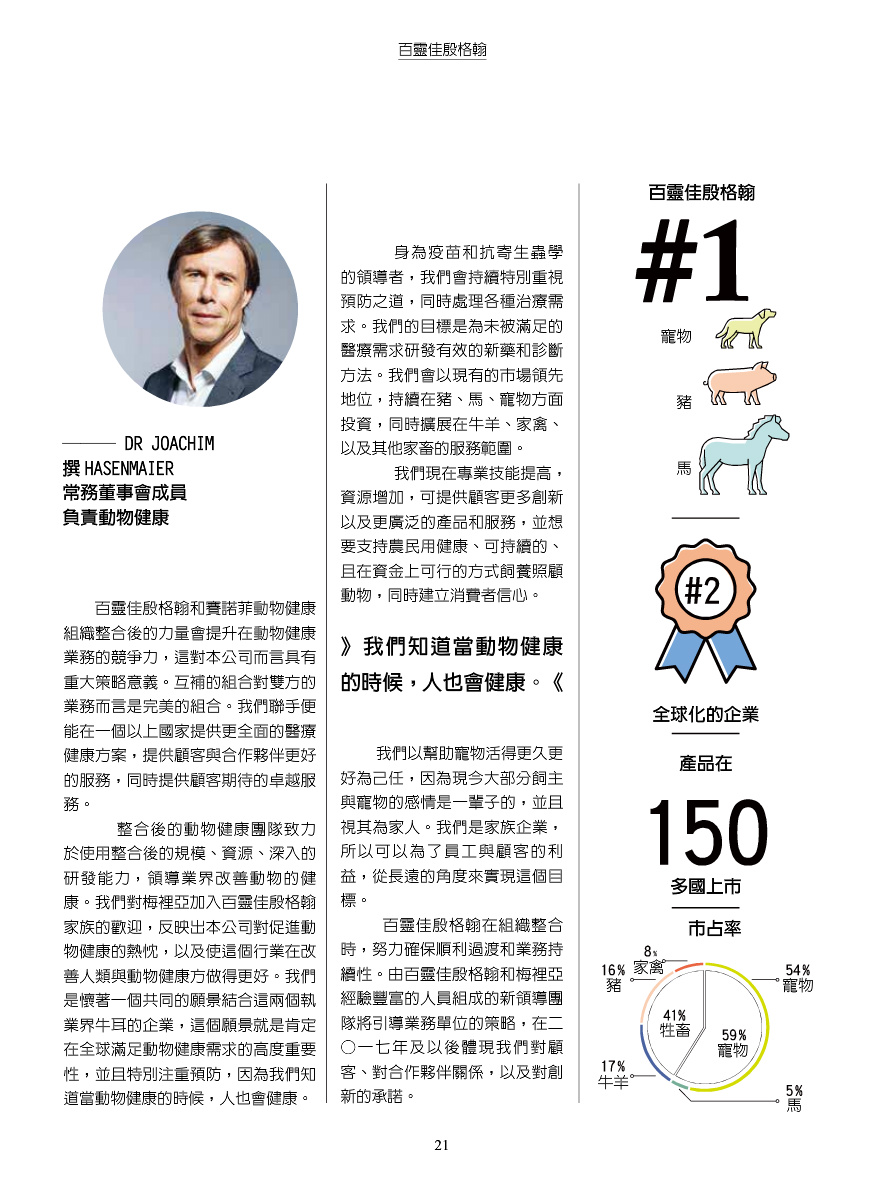 百靈佳殷格翰
DR JOACHIM
撰 HASENMAIER
常務董事會成員
負責動物健康
百靈佳殷格翰和賽諾菲動物健康
組織整合後的力量會提升在動物健康
業務的競爭力，這對本公司而言具有
重大策略意義。互補的組合對雙方的
業務而言是完美的組合。我們聯手便
能在一個以上國家提供更全面的醫療
健康方案，提供顧客與合作夥伴更好
的服務，同時提供顧客期待的卓越服
務。
整合後的動物健康團隊致力
於使用整合後的規模、資源、深入的
研發能力，領導業界改善動物的健
康。我們對梅裡亞加入百靈佳殷格翰
家族的歡迎，反映出本公司對促進動
物健康的熱忱，以及使這個行業在改
善人類與動物健康方做得更好。我們
是懷著一個共同的願景結合這兩個執
業界牛耳的企業，這個願景就是肯定
在全球滿足動物健康需求的高度重要
性，並且特別注重預防，因為我們知
道當動物健康的時候，人也會健康。
身為疫苗和抗寄生蟲學
的領導者，我們會持續特別重視
預防之道，同時處理各種治療需
求。我們的目標是為未被滿足的
醫療需求研發有效的新藥和診斷
方法。我們會以現有的市場領先
地位，持續在豬、馬、寵物方面
投資，同時擴展在牛羊、家禽、
以及其他家畜的服務範圍。
我們現在專業技能提高，
資源增加，可提供顧客更多創新
以及更廣泛的產品和服務，並想
要支持農民用健康、可持續的、
且在資金上可行的方式飼養照顧
動物，同時建立消費者信心。
》我們知道當動物健康
的時候，人也會健康。《
我們以幫助寵物活得更久更
好為己任，因為現今大部分飼主
與寵物的感情是一輩子的，並且
視其為家人。我們是家族企業，
所以可以為了員工與顧客的利
益，從長遠的角度來實現這個目
標。
百靈佳殷格翰在組織整合
時，努力確保順利過渡和業務持
續性。由百靈佳殷格翰和梅裡亞
經驗豐富的人員組成的新領導團
隊將引導業務單位的策略，在二
〇一七年及以後體現我們對顧
客、對合作夥伴關係，以及對創
新的承諾。
百靈佳殷格翰
#1
寵物
豬
馬
#2
全球化的企業
產品在
150
多國上市
市占率
8%
家禽
16%
豬
54%
寵物
41%
牲畜
59%
寵物
17%
牛羊
5%
馬
21